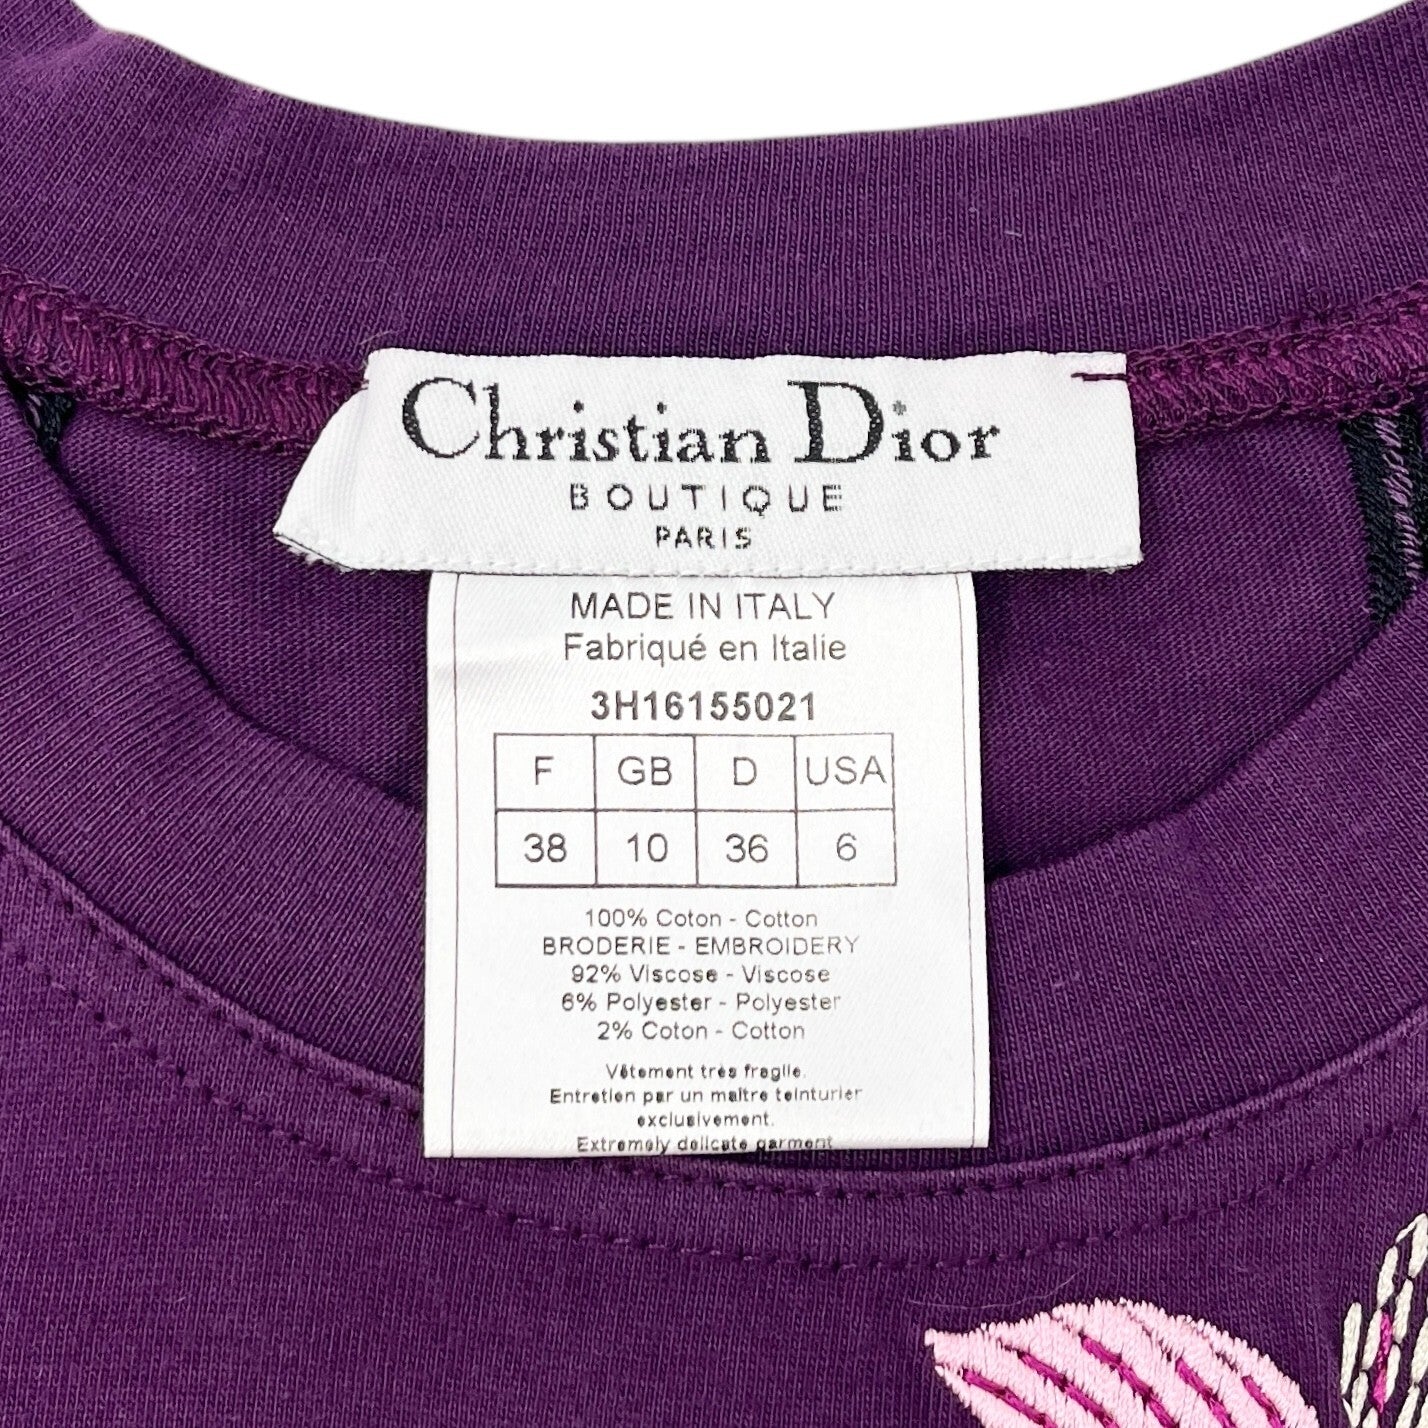 Christian Dior
BOUTIQUE
PARIS
MADE IN ITALY
Fabriqué en Italie
3H16155021
F GB D USA
38 10 36 6
100% Coton - Cotton
BRODERIE - EMBROIDERY
92% Viscose - Viscose
6% Polyester - Polyester
2% Coton - Cotton
Vêtement très fragile.
Entretien par un maître teinturier
exclusivement.
Extremely delicate garment